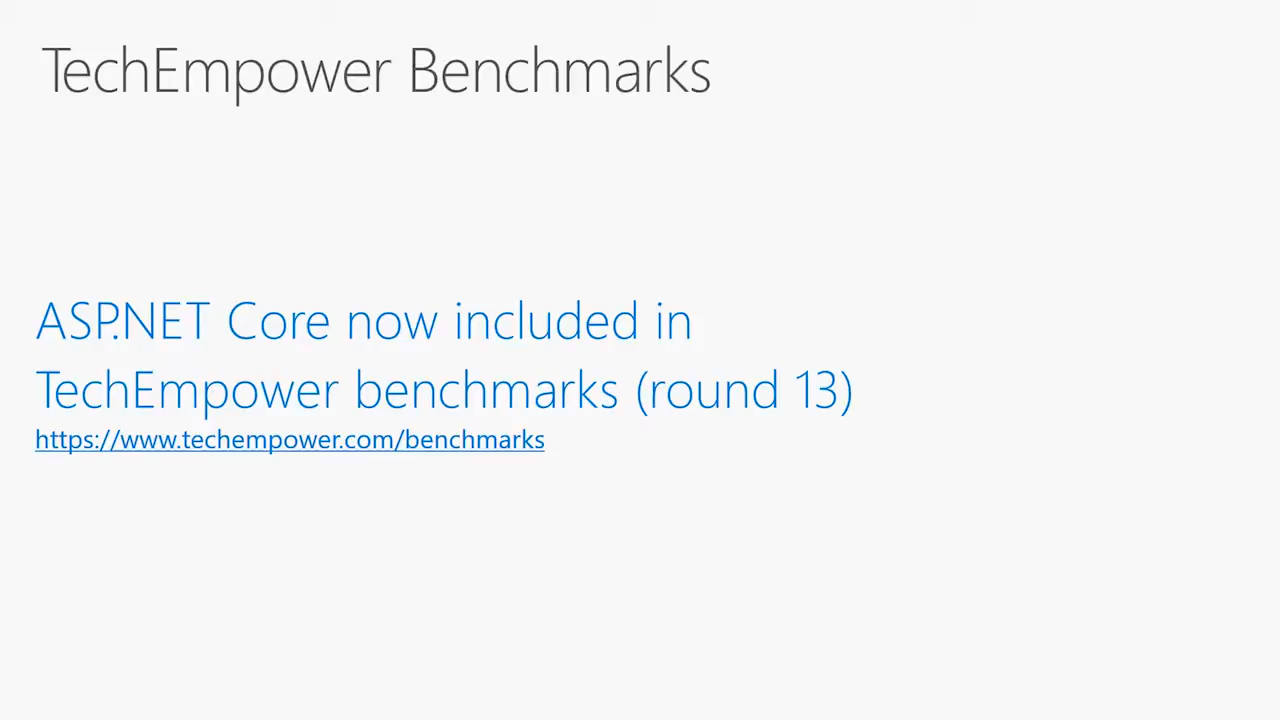 TechEmpower Benchmarks
ASP.NET Core now included in
TechEmpower benchmarks (round 13)
https://www.techempower.com/benchmarks